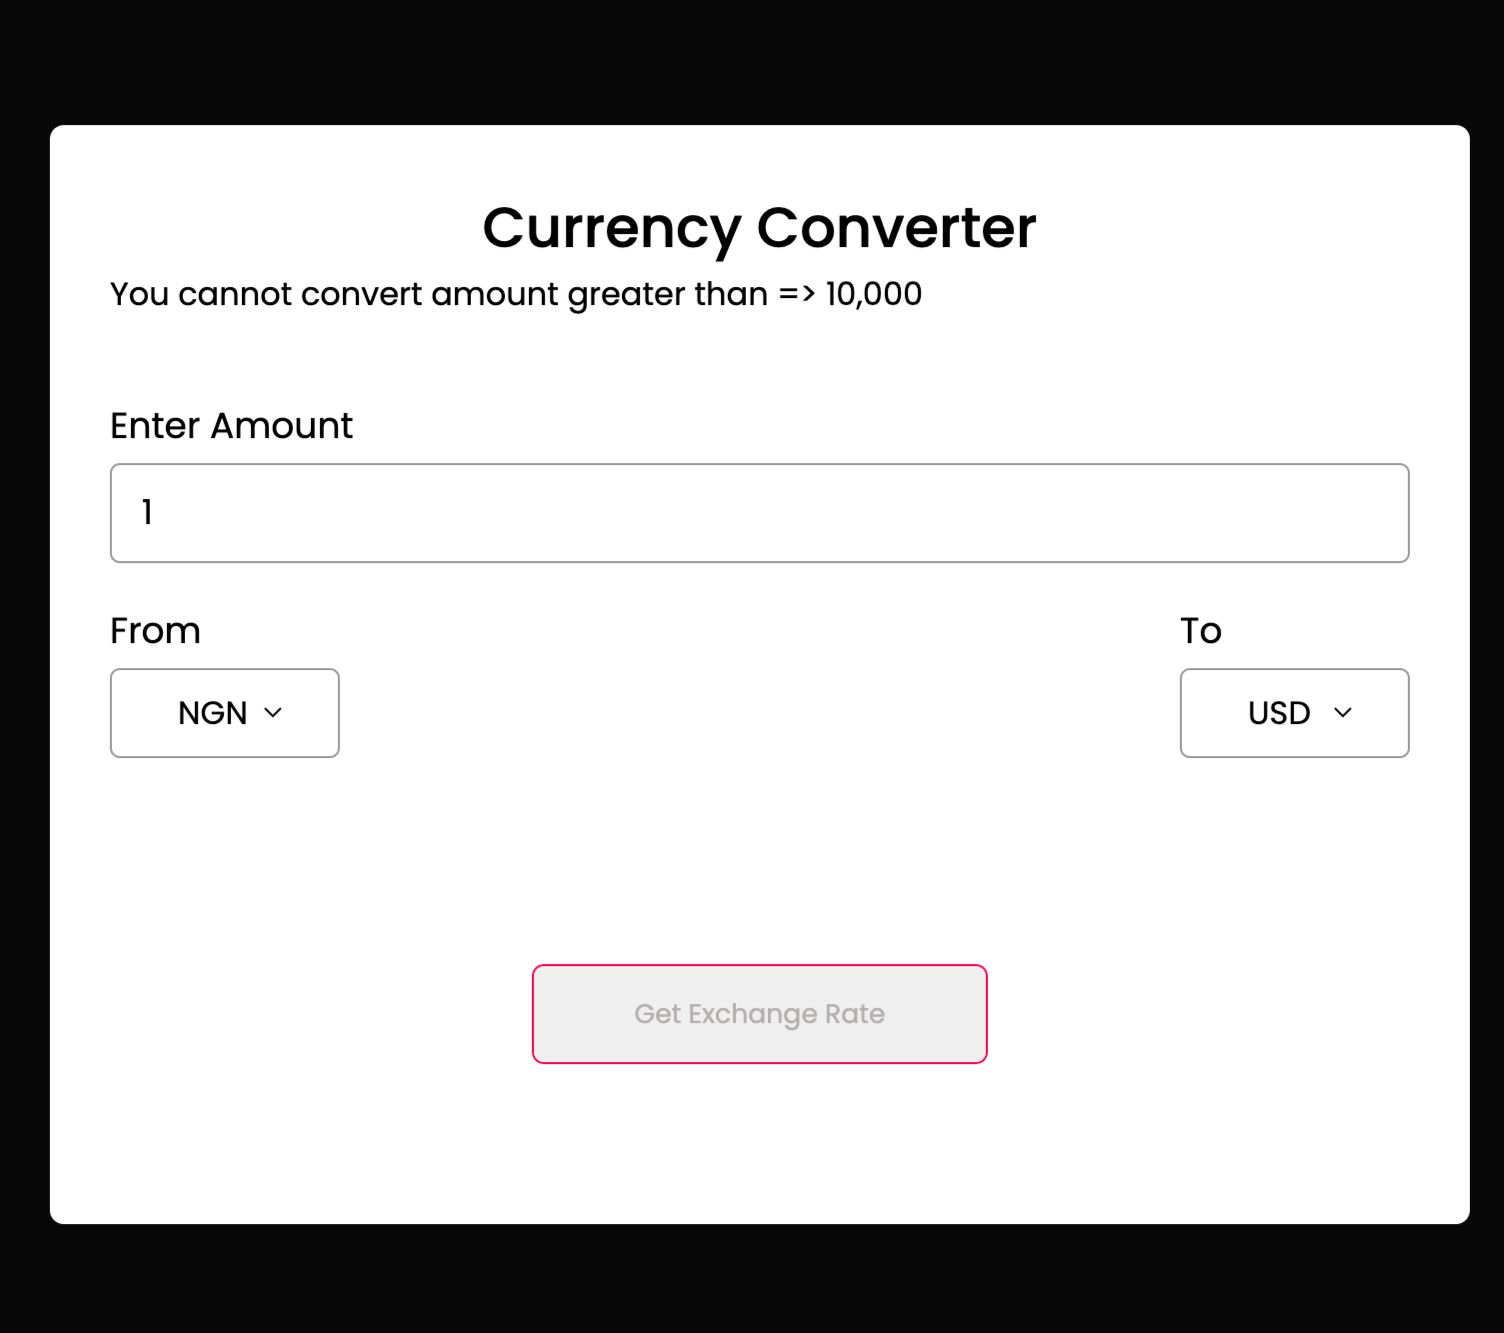 Currency Converter
You cannot convert amount greater than => 10,000
Enter Amount
1
From
To
NGN
USD
Get Exchange Rate